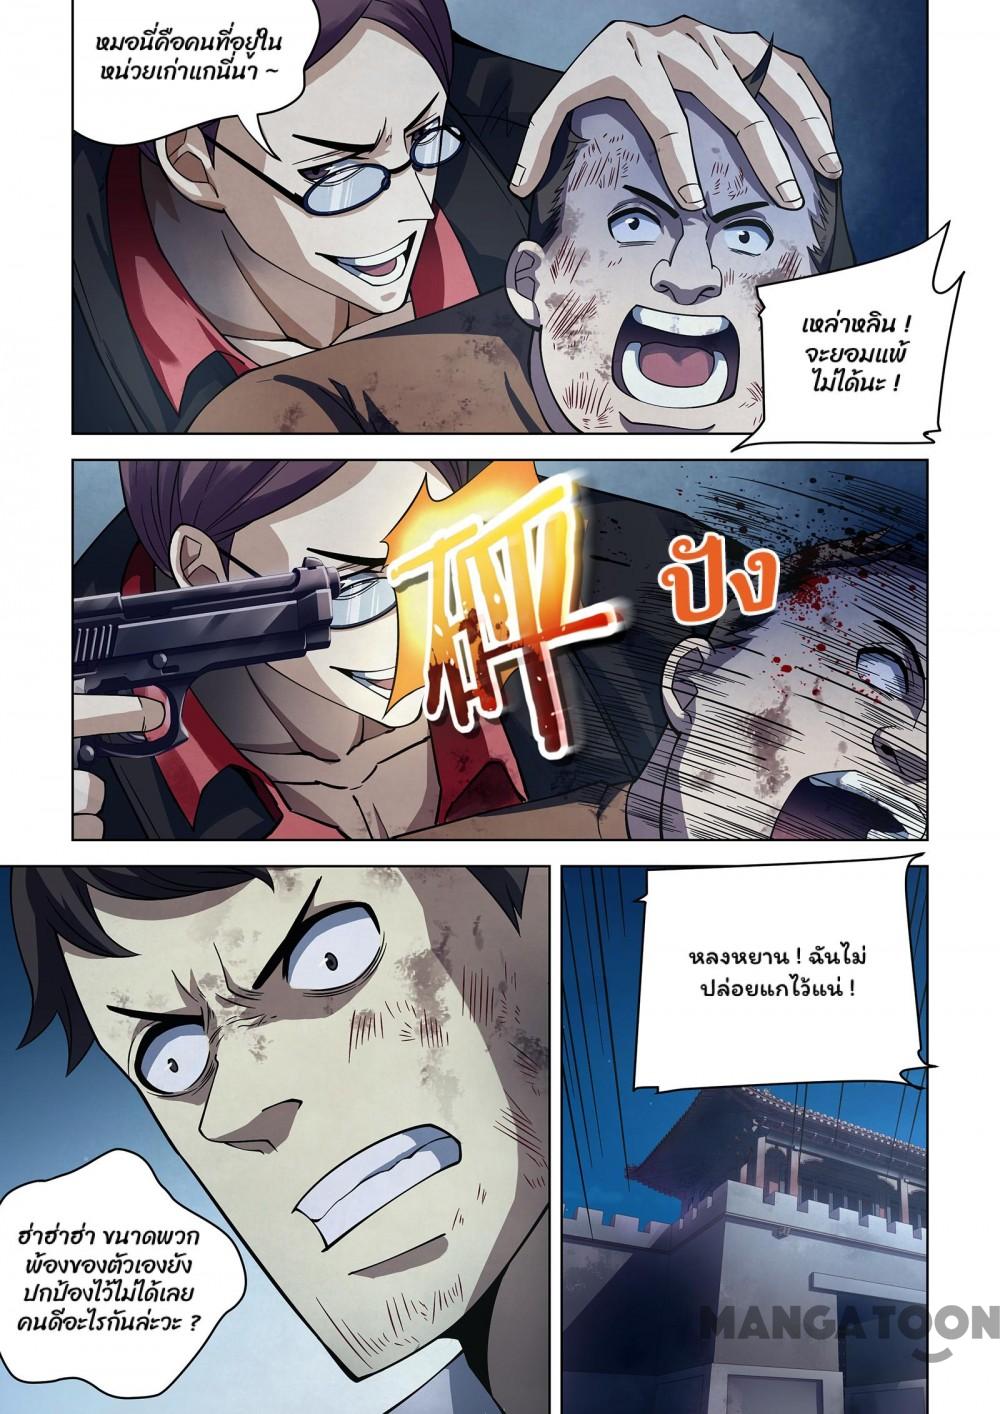 หมอนี่คือคนที่อยู่ใน
หน่วยเก่าแกนี่นา ~
เหล่าหลิน !
จะยอมแพ้
ไม่ได้นะ !
ปัง
หลงหยาน ! ฉันไม่
ปล่อยแกไว้แน่ !
ฮ่าฮ่าฮ่า ขนาดพวก
พ้องของตัวเองยัง
ปกป้องไว้ไม่ได้เลย
คนดีอะไรกันล่ะวะ ?
MANGATOON